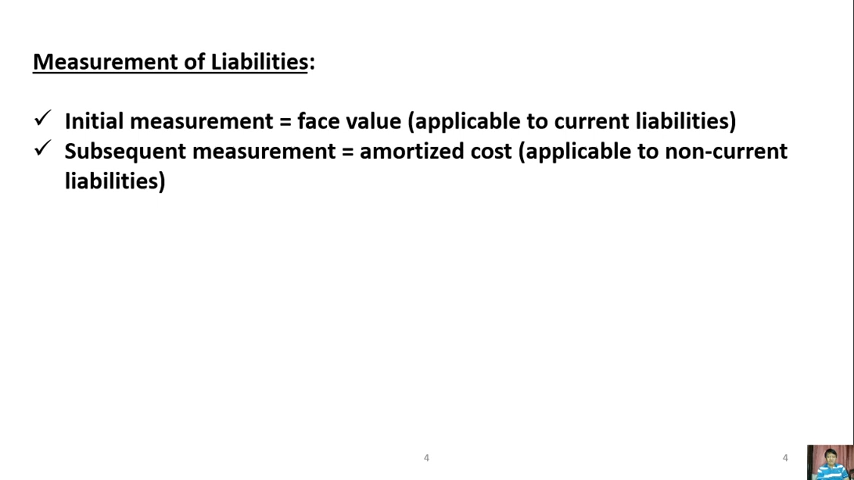 Measurement of Liabilities:
✓ Initial measurement = face value (applicable to current liabilities)
✓ Subsequent measurement = amortized cost (applicable to non-current
liabilities)
4
4